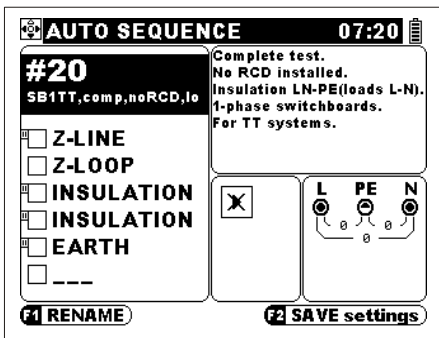 AUTO SEQUENCE 07:20
#20
SB1TT,comp,noRCD,lo
Complete test.
No RCD installed.
Insulation LN-PE(loads L-N).
1-phase switchboards.
For TT systems.
Z-LINE
Z-LOOP
INSULATION
INSULATION
EARTH
___
L PE N
0 0
0
F1 RENAME
F2 SAVE settings